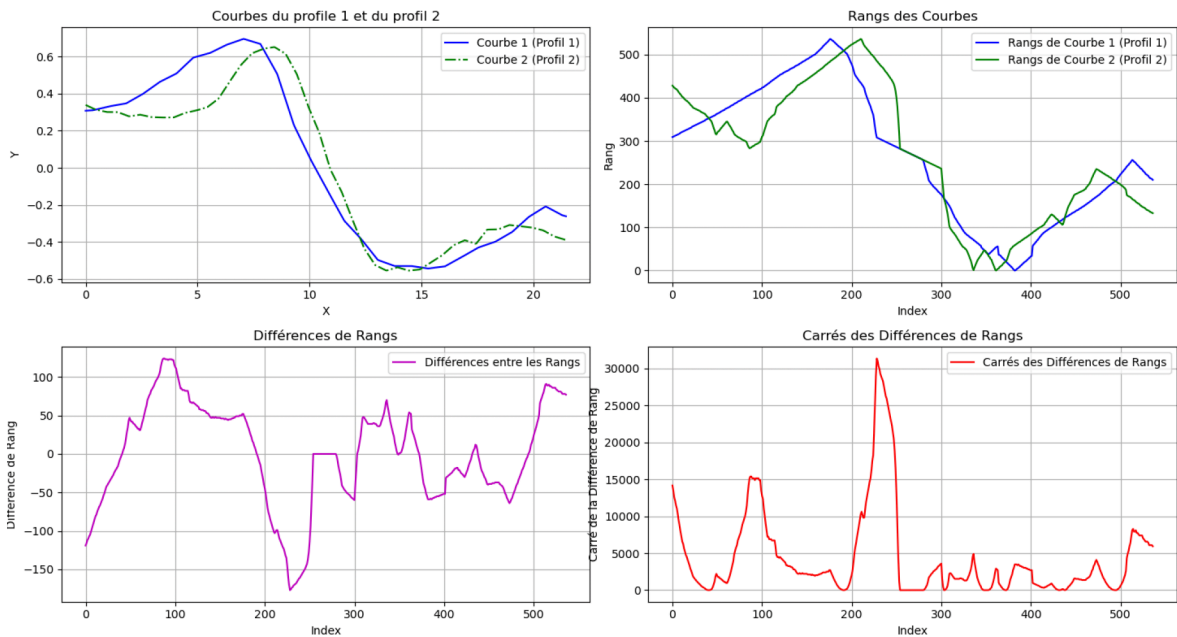 Courbes du profile 1 et du profil 2
Courbe 1 (Profil 1)
Courbe 2 (Profil 2)
0.6
0.4
0.2
0.0
−0.2
−0.4
−0.6
Y
0 5 10 15 20
X
Rangs des Courbes
Rangs de Courbe 1 (Profil 1)
Rangs de Courbe 2 (Profil 2)
500
400
300
200
100
0
Rang
0 100 200 300 400 500
Index
Différences de Rangs
Différences entre les Rangs
100
50
0
−50
−100
−150
Différence de Rang
0 100 200 300 400 500
Index
Carrés des Différences de Rangs
Carrés des Différences de Rangs
30000
25000
20000
15000
10000
5000
0
Carré de la Différence de Rang
0 100 200 300 400 500
Index